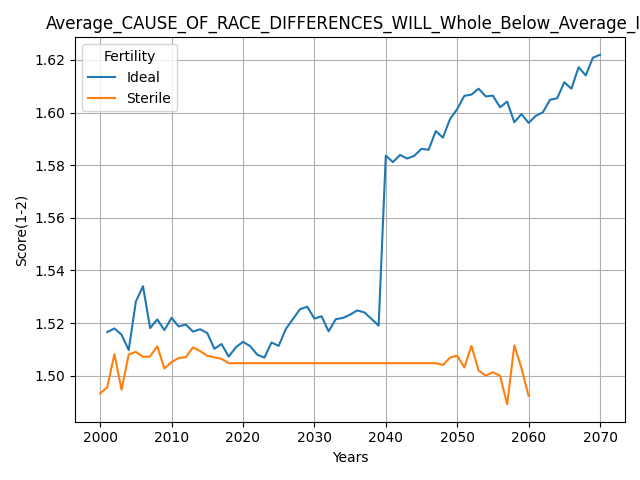 Average_CAUSE_OF_RACE_DIFFERENCES_WILL_Whole_Below_Average_I
Fertility
Ideal
Sterile
Score(1-2)
1.62
1.60
1.58
1.56
1.54
1.52
1.50
2000 2010 2020 2030 2040 2050 2060 2070
Years